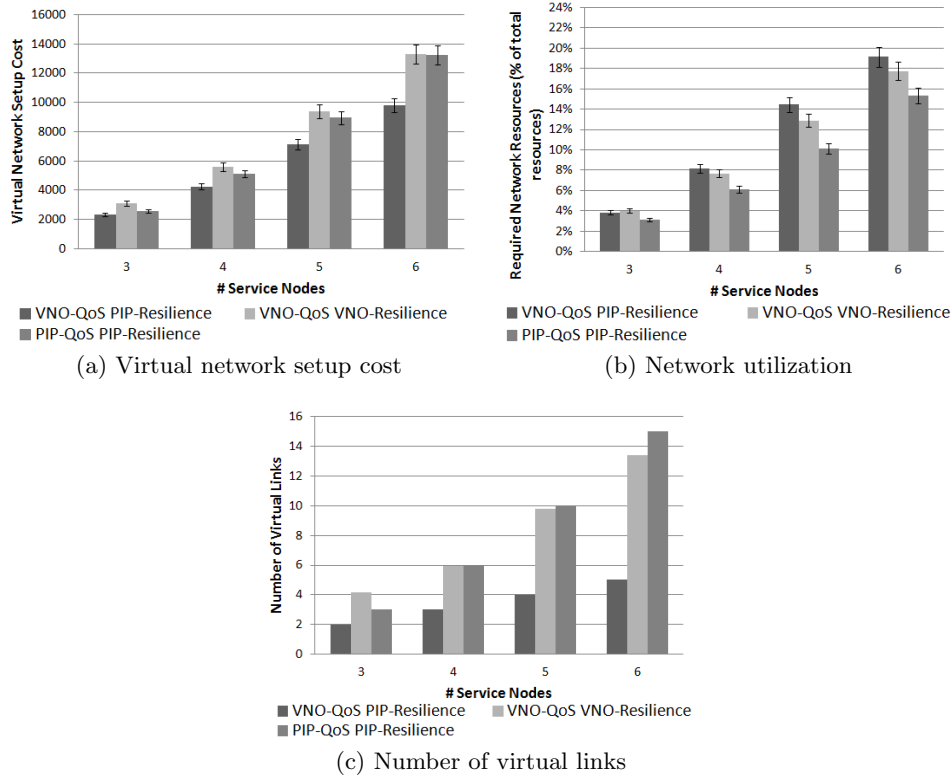 16000
14000
12000
10000
8000
6000
4000
2000
0
Virtual Network Setup Cost
3 4 5 6
# Service Nodes
VNO-QoS PIP-Resilience VNO-QoS VNO-Resilience
PIP-QoS PIP-Resilience
(a) Virtual network setup cost
24%
22%
20%
18%
16%
14%
12%
10%
8%
6%
4%
2%
0%
Required Network Resources (% of total
resources)
3 4 5 6
# Service Nodes
VNO-QoS PIP-Resilience VNO-QoS VNO-Resilience
PIP-QoS PIP-Resilience
(b) Network utilization
16
14
12
10
8
6
4
2
0
Number of Virtual Links
3 4 5 6
# Service Nodes
VNO-QoS PIP-Resilience VNO-QoS VNO-Resilience
PIP-QoS PIP-Resilience
(c) Number of virtual links